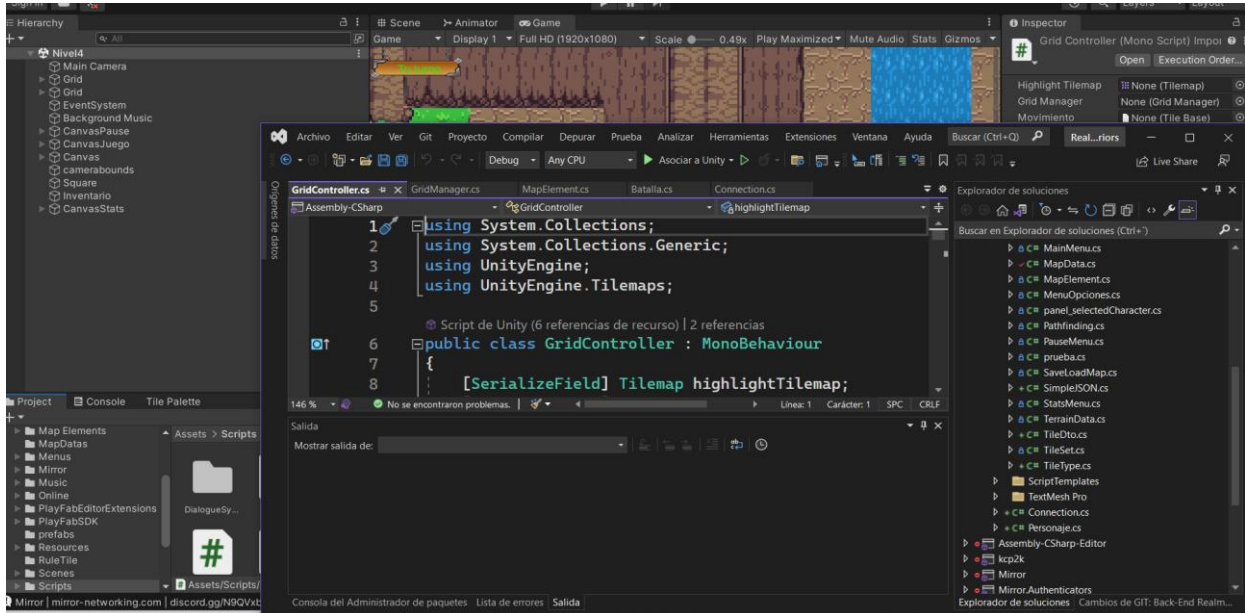 Sign in
Layers
Layout
Hierarchy
All
Nivel4
Main Camera
Grid
Grid
EventSystem
Background Music
CanvasPause
CanvasJuego
Canvas
camerabounds
Square
Inventario
CanvasStats
Scene Animator Game
Game Display 1 Full HD (1920x1080) Scale 0.49x Play Maximized Mute Audio Stats Gizmos
Inspector
Grid Controller (Mono Script) Impor
Open Execution Order...
Highlight Tilemap None (Tilemap)
Grid Manager None (Grid Manager)
Movimiento None (Tile Base)
Archivo Editar Ver Git Proyecto Compilar Depurar Prueba Analizar Herramientas Extensiones Ventana Ayuda Buscar (Ctrl+Q) Real...riors
Debug Any CPU Asociar a Unity Live Share
Orígenes de datos
GridController.cs GridManager.cs MapElement.cs Batalla.cs Connection.cs
Assembly-CSharp GridController highlightTilemap
1 using System.Collections;
2 using System.Collections.Generic;
3 using UnityEngine;
4 using UnityEngine.Tilemaps;
5
Script de Unity (6 referencias de recurso) | 2 referencias
6 public class GridController : MonoBehaviour
7 {
8 [SerializeField] Tilemap highlightTilemap;
146 % No se encontraron problemas. Línea: 1 Carácter: 1 SPC CRLF
Salida
Mostrar salida de:
Consola del Administrador de paquetes Lista de errores Salida
Explorador de soluciones
Buscar en Explorador de soluciones (Ctrl+´)
C# MainMenu.cs
C# MapData.cs
C# MapElement.cs
C# MenuOpciones.cs
C# panel_selectedCharacter.cs
C# Pathfinding.cs
C# PauseMenu.cs
C# prueba.cs
C# SaveLoadMap.cs
+ C# SimpleJSON.cs
C# StatsMenu.cs
C# TerrainData.cs
+ C# TileDto.cs
C# TileSet.cs
+ C# TileType.cs
ScriptTemplates
TextMesh Pro
+ C# Connection.cs
+ C# Personaje.cs
Assembly-CSharp-Editor
kcp2k
Mirror
Mirror.Authenticators
Explorador de soluciones Cambios de GIT: Back-End Realm...
Project Console Tile Palette
Map Elements
MapDatas
Menus
Mirror
Music
Online
PlayFabEditorExtensions
PlayFabSDK
prefabs
Resources
RuleTile
Scenes
Scripts
Assets > Scripts
DialogueSy...
#
Assets/Scripts/
Mirror | mirror-networking.com | discord.gg/N9QVxb